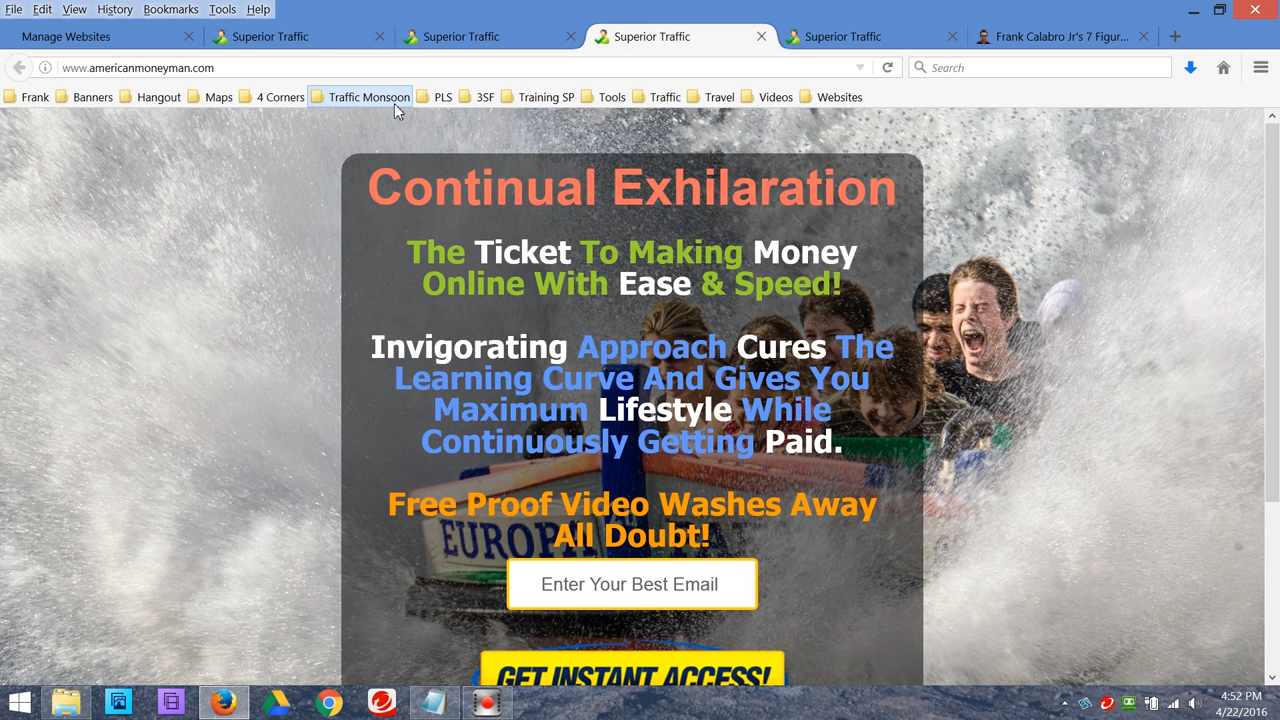 File Edit View History Bookmarks Tools Help
Manage Websites Superior Traffic Superior Traffic Superior Traffic Superior Traffic Frank Calabro Jr's 7 Figur...
www.americanmoneyman.com Search
Frank Banners Hangout Maps 4 Corners Traffic Monsoon PLS 3SF Training SP Tools Traffic Travel Videos Websites
Continual Exhilaration
The Ticket To Making Money
Online With Ease & Speed!
Invigorating Approach Cures The
Learning Curve And Gives You
Maximum Lifestyle While
Continuously Getting Paid.
Free Proof Video Washes Away
All Doubt!
EUROPA
Enter Your Best Email
GET INSTANT ACCESS!
4:52 PM
4/22/2016